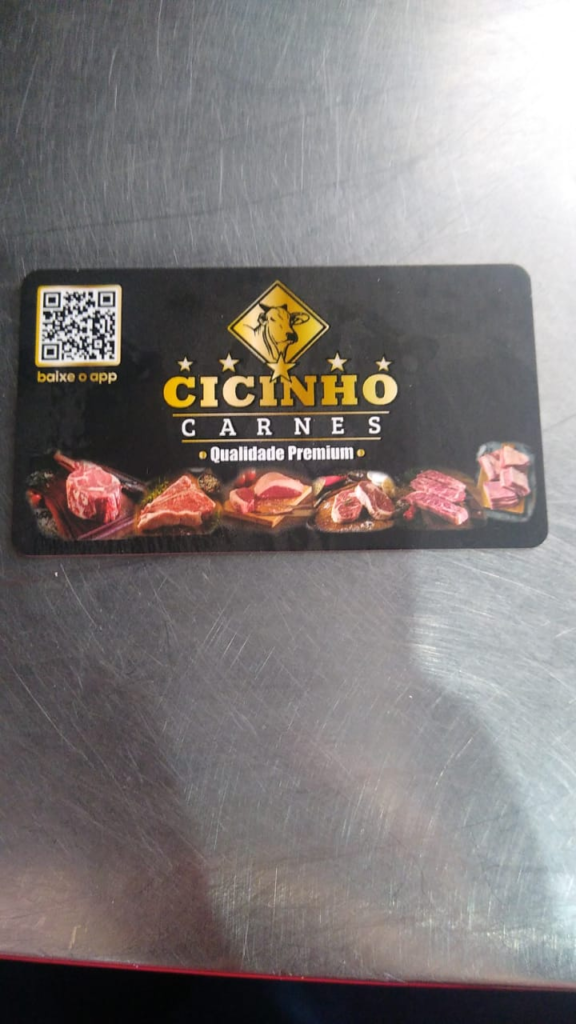 baixe o app
CICINHO
CARNES
Qualidade Premium